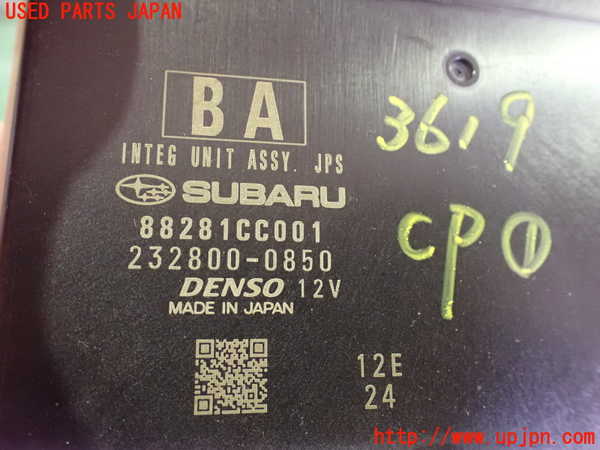 USED PARTS JAPAN
BA
INTEG UNIT ASSY. JPS
SUBARU
88281CC001
232800-0850
DENSO 12V
MADE IN JAPAN
12E
24
3619
CP①
http://www.upjpn.com/